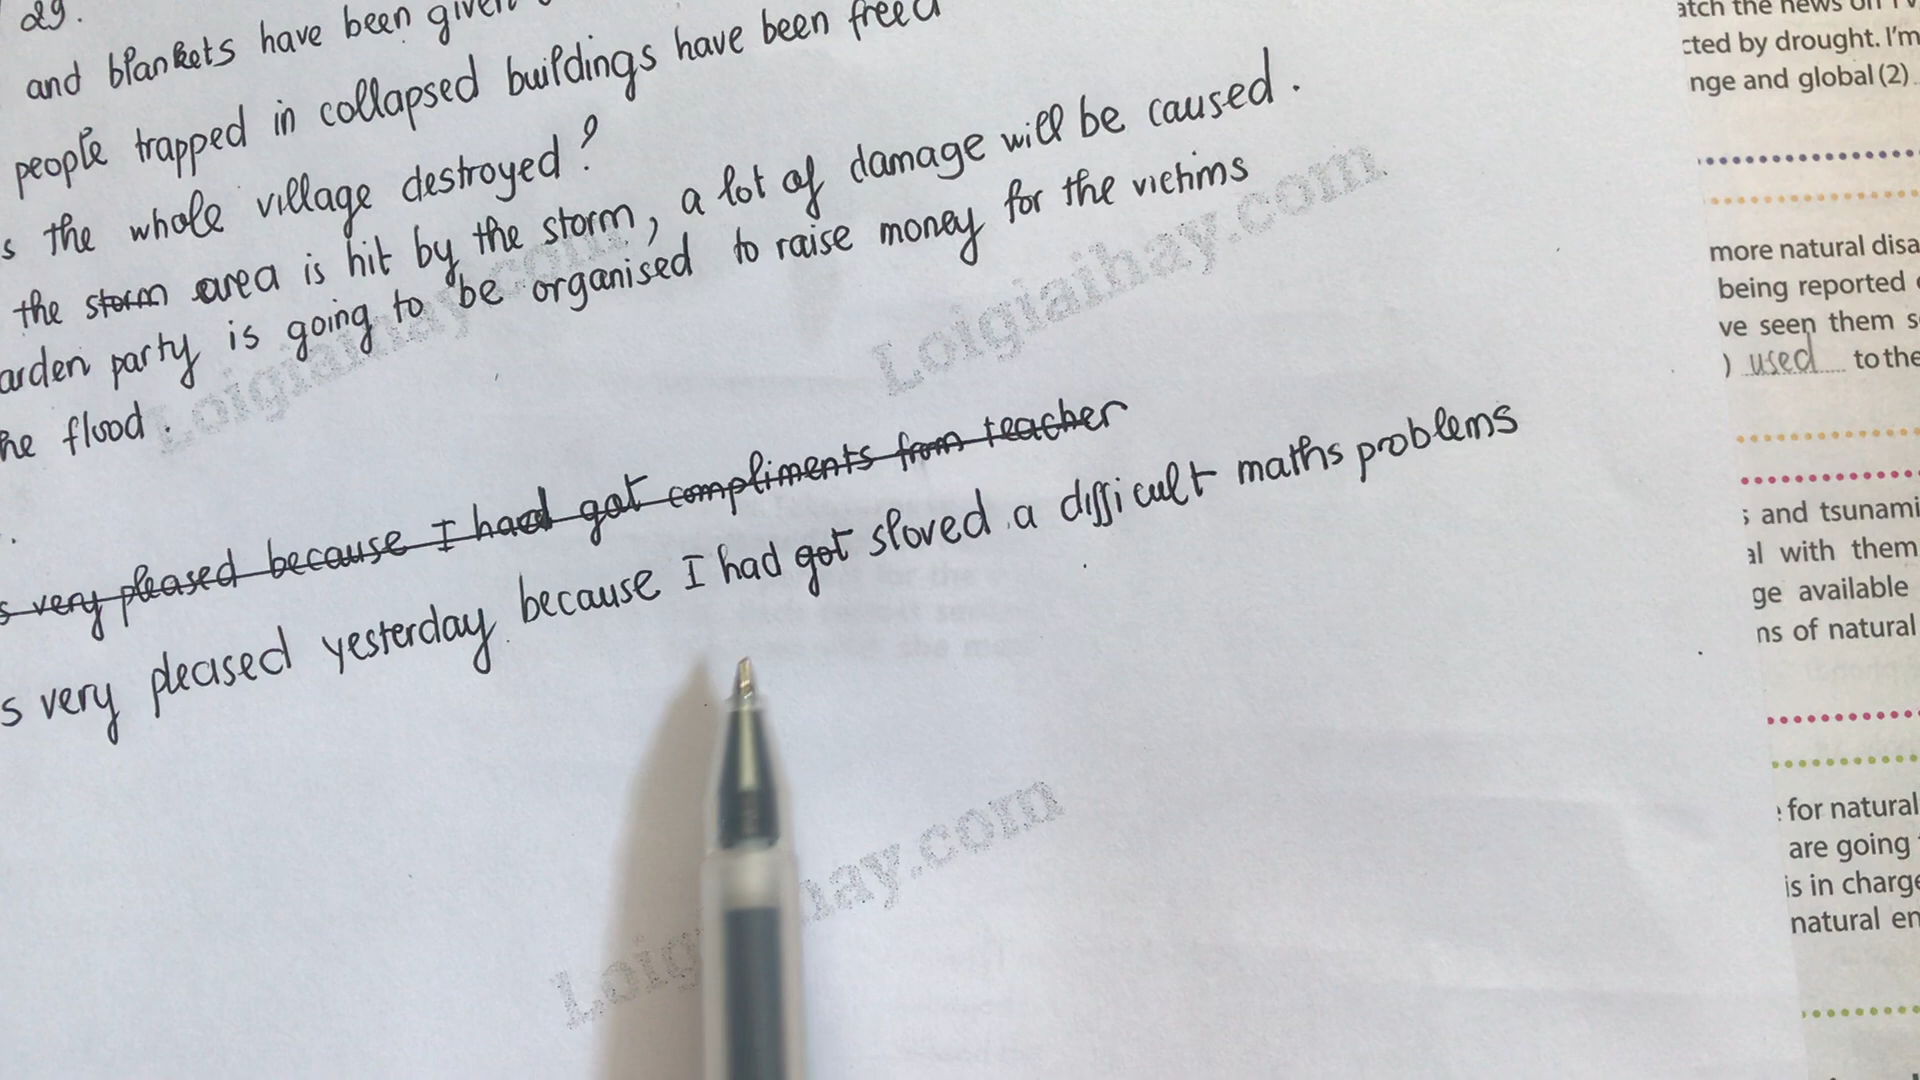 29.
and blankets have been given
people trapped in collapsed buildings have been freed
s the whole village destroyed?
the storm area is hit by the storm, a lot of damage will be caused.
arden party is going to be organised to raise money for the victims
he flood.
s very pleased because I had got compliments from teacher
s very pleased yesterday because I had got sloved a difficult maths problems
Loigiaihay.com
Loigiaihay.com
Loigiaihay.com
atch the news on TV
cted by drought. I'm
nge and global (2)
more natural disa
being reported
ve seen them s
) used to the
s and tsunami
al with them
ge available
ns of natural
for natural
are going
is in charge
natural en